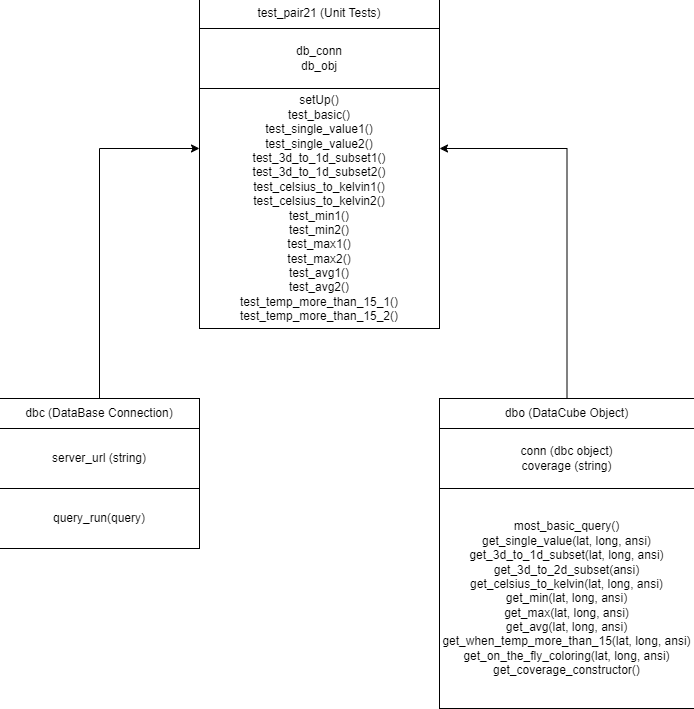 test_pair21 (Unit Tests)
db_conn
db_obj
setUp()
test_basic()
test_single_value1()
test_single_value2()
test_3d_to_1d_subset1()
test_3d_to_1d_subset2()
test_celsius_to_kelvin1()
test_celsius_to_kelvin2()
test_min1()
test_min2()
test_max1()
test_max2()
test_avg1()
test_avg2()
test_temp_more_than_15_1()
test_temp_more_than_15_2()
dbc (DataBase Connection)
server_url (string)
query_run(query)
dbo (DataCube Object)
conn (dbc object)
coverage (string)
most_basic_query()
get_single_value(lat, long, ansi)
get_3d_to_1d_subset(lat, long, ansi)
get_3d_to_2d_subset(ansi)
get_celsius_to_kelvin(lat, long, ansi)
get_min(lat, long, ansi)
get_max(lat, long, ansi)
get_avg(lat, long, ansi)
get_when_temp_more_than_15(lat, long, ansi)
get_on_the_fly_coloring(lat, long, ansi)
get_coverage_constructor()